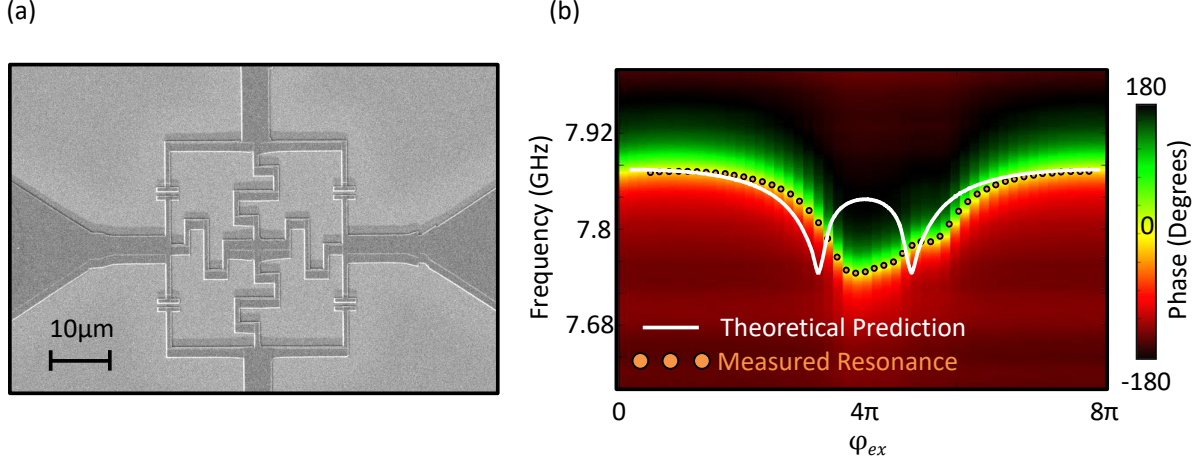 (a)
(b)
10μm
Frequency (GHz)
7.92
7.8
7.68
Theoretical Prediction
Measured Resonance
0
4π
8π
φex
180
0
-180
Phase (Degrees)